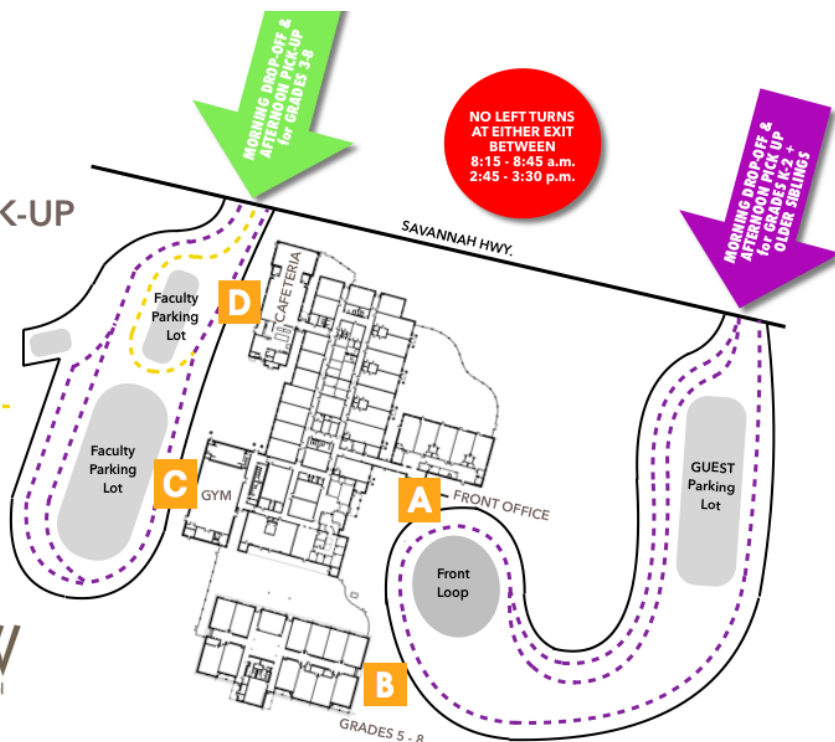 MORNING DROP-OFF &
AFTERNOON PICK-UP
for GRADES 3-8
NO LEFT TURNS
AT EITHER EXIT
BETWEEN
8:15 - 8:45 a.m.
2:45 - 3:30 p.m.
MORNING DROP-OFF &
AFTERNOON PICK UP
for GRADES K-2 +
OLDER SIBLINGS
K-UP
SAVANNAH HWY.
CAFETERIA
D
Faculty
Parking
Lot
Faculty
Parking
Lot
C
GYM
A
FRONT OFFICE
GUEST
Parking
Lot
Front
Loop
B
GRADES 5 - 8